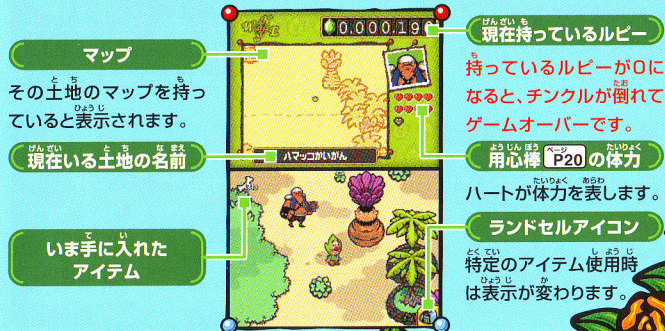 マップ
その土地のマップを持っ
ていると表示されます。
現在いる土地の名前
いま手に入れた
アイテム
W E
0.000.19
ハマッコかいがん
現在持っているルピー
持っているルピーが0に
なると、チンクルが倒れて
ゲームオーバーです。
用心棒 ページ P20 の体力
ハートが体力を表します。
ランドセルアイコン
特定のアイテム使用時
は表示が変わります。